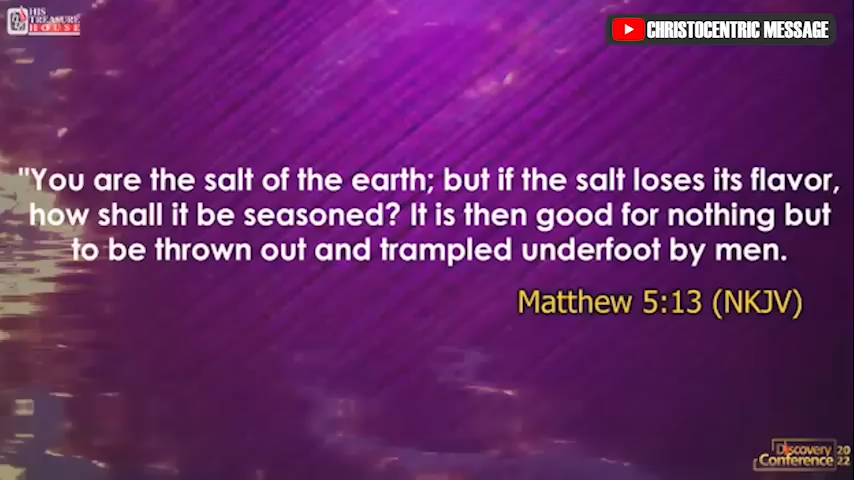 HIS
TREASURE
HOUSE
CHRISTOCENTRIC MESSAGE
"You are the salt of the earth; but if the salt loses its flavor,
how shall it be seasoned? It is then good for nothing but
to be thrown out and trampled underfoot by men.
Matthew 5:13 (NKJV)
Discovery
Conference
20
22